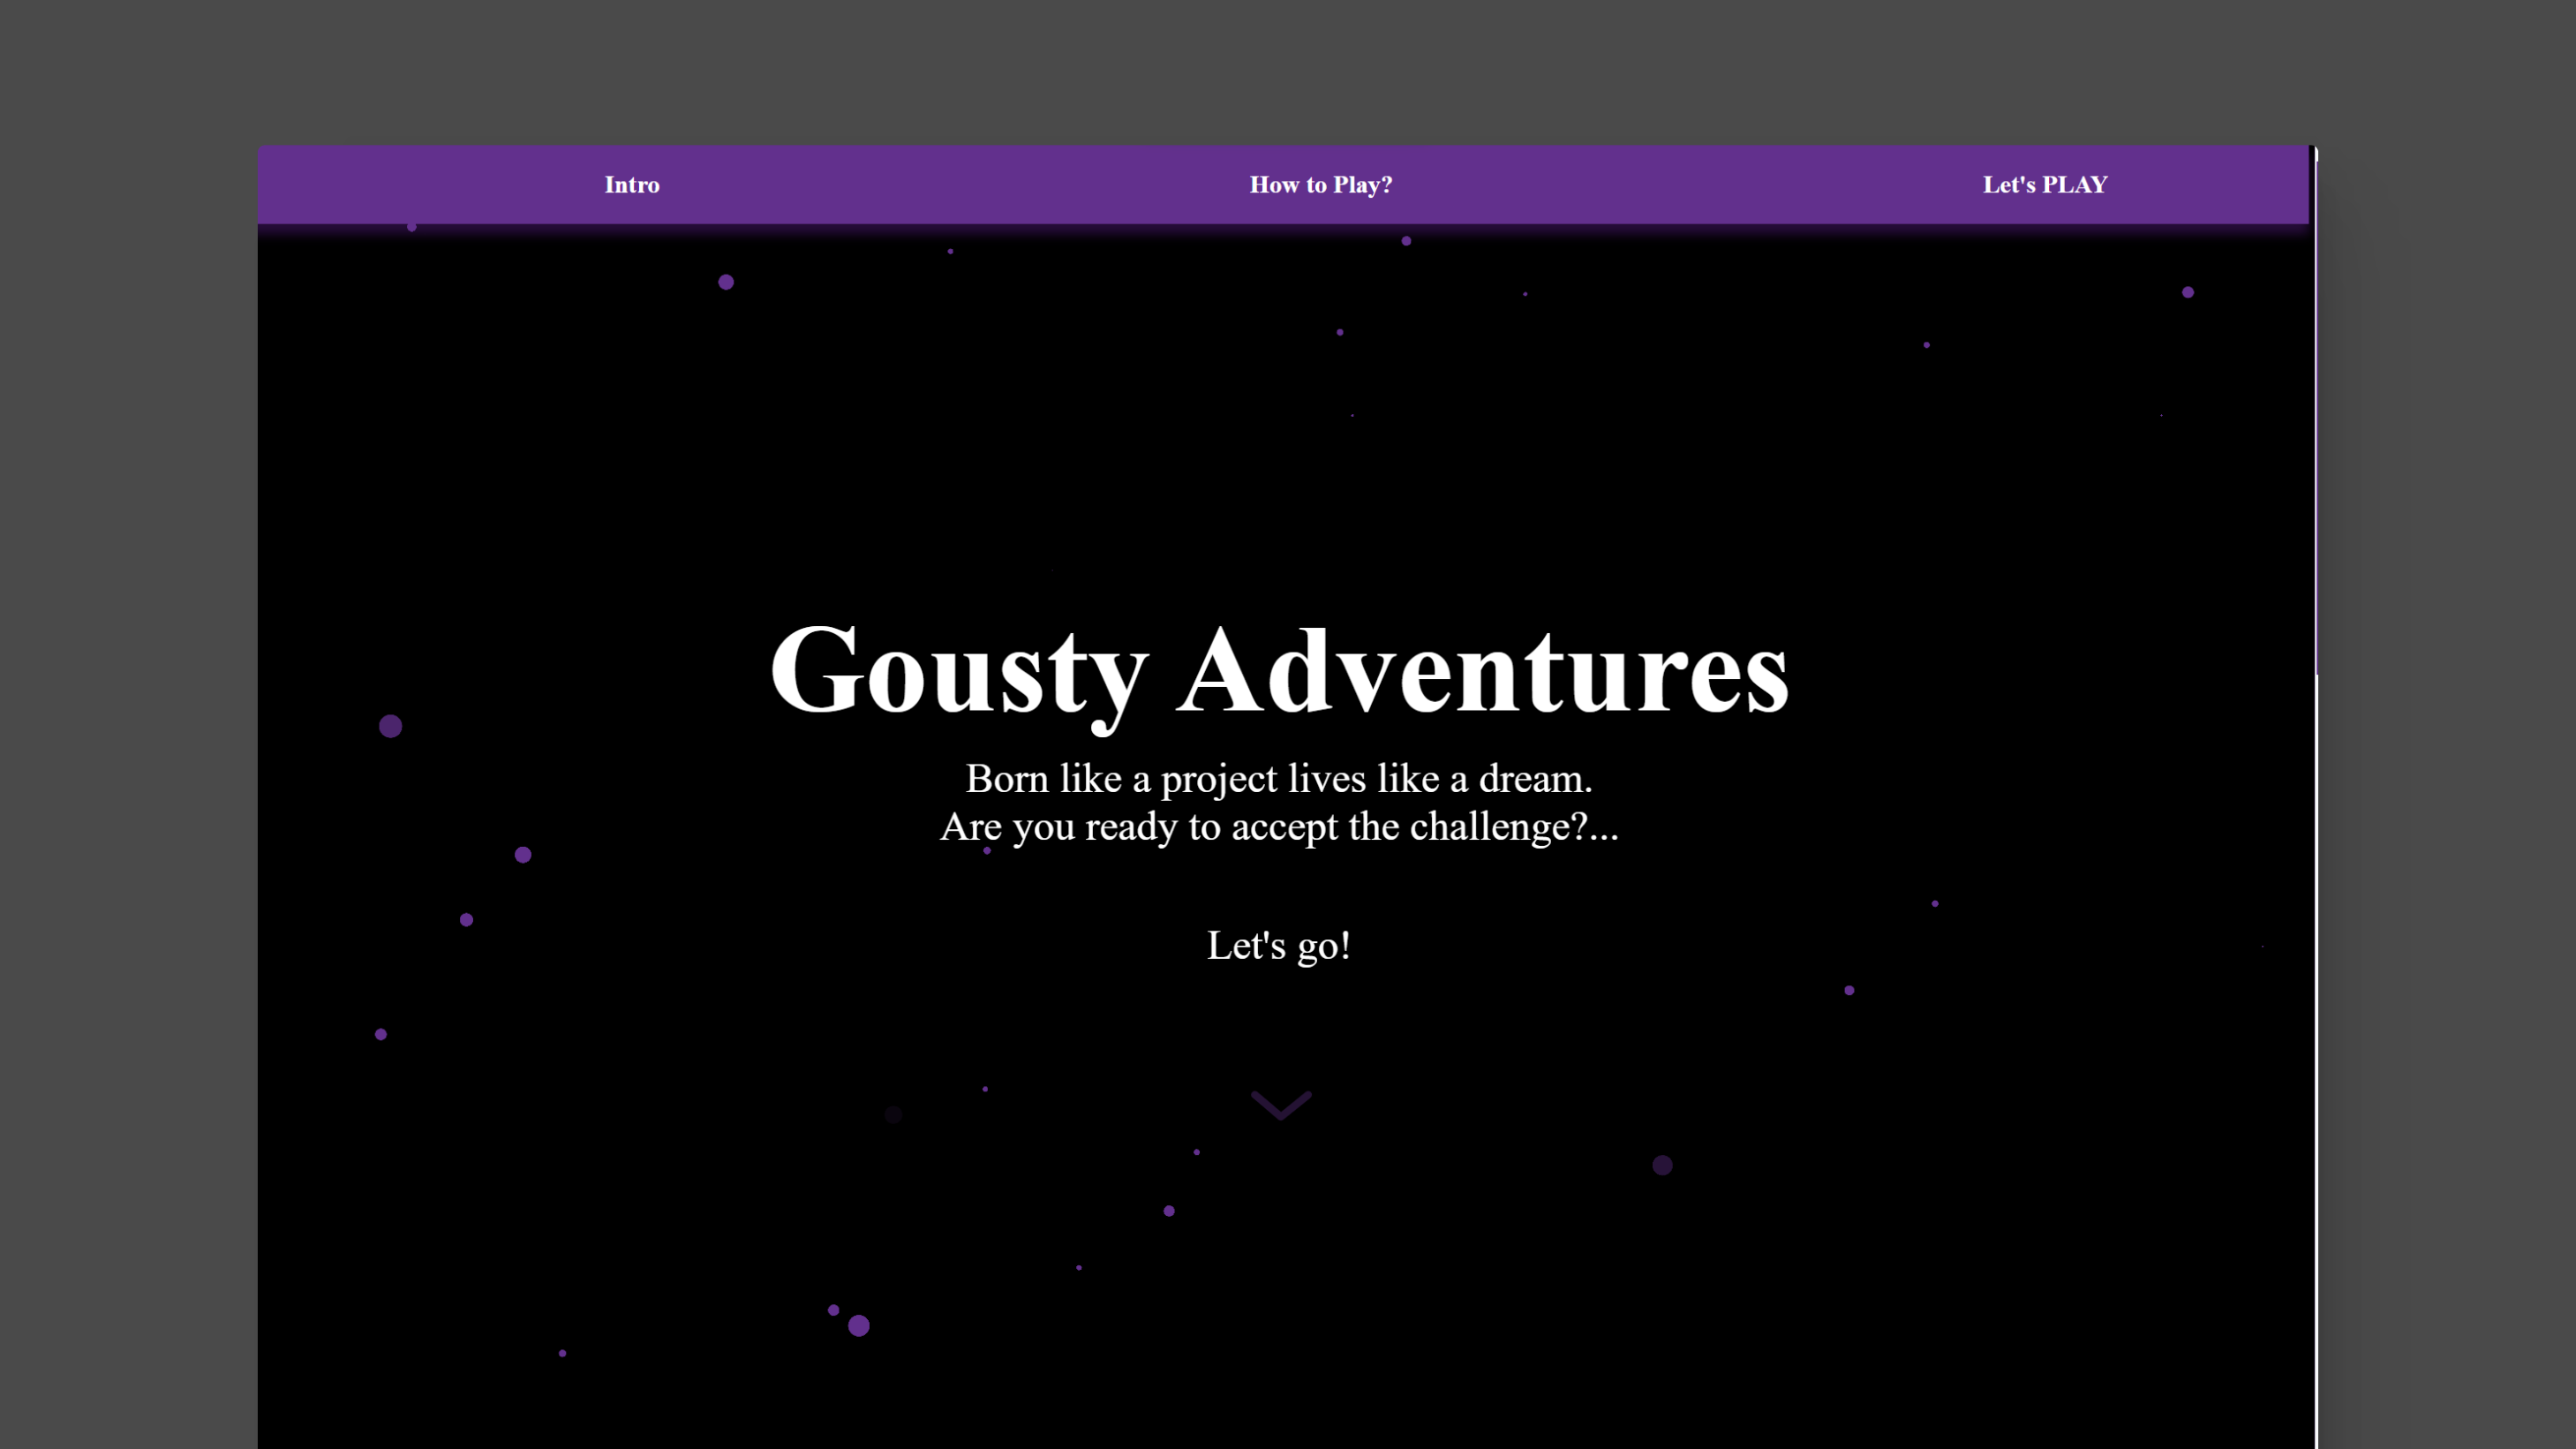 Intro
How to Play?
Let's PLAY
Gousty Adventures
Born like a project lives like a dream.
Are you ready to accept the challenge?...
Let's go!